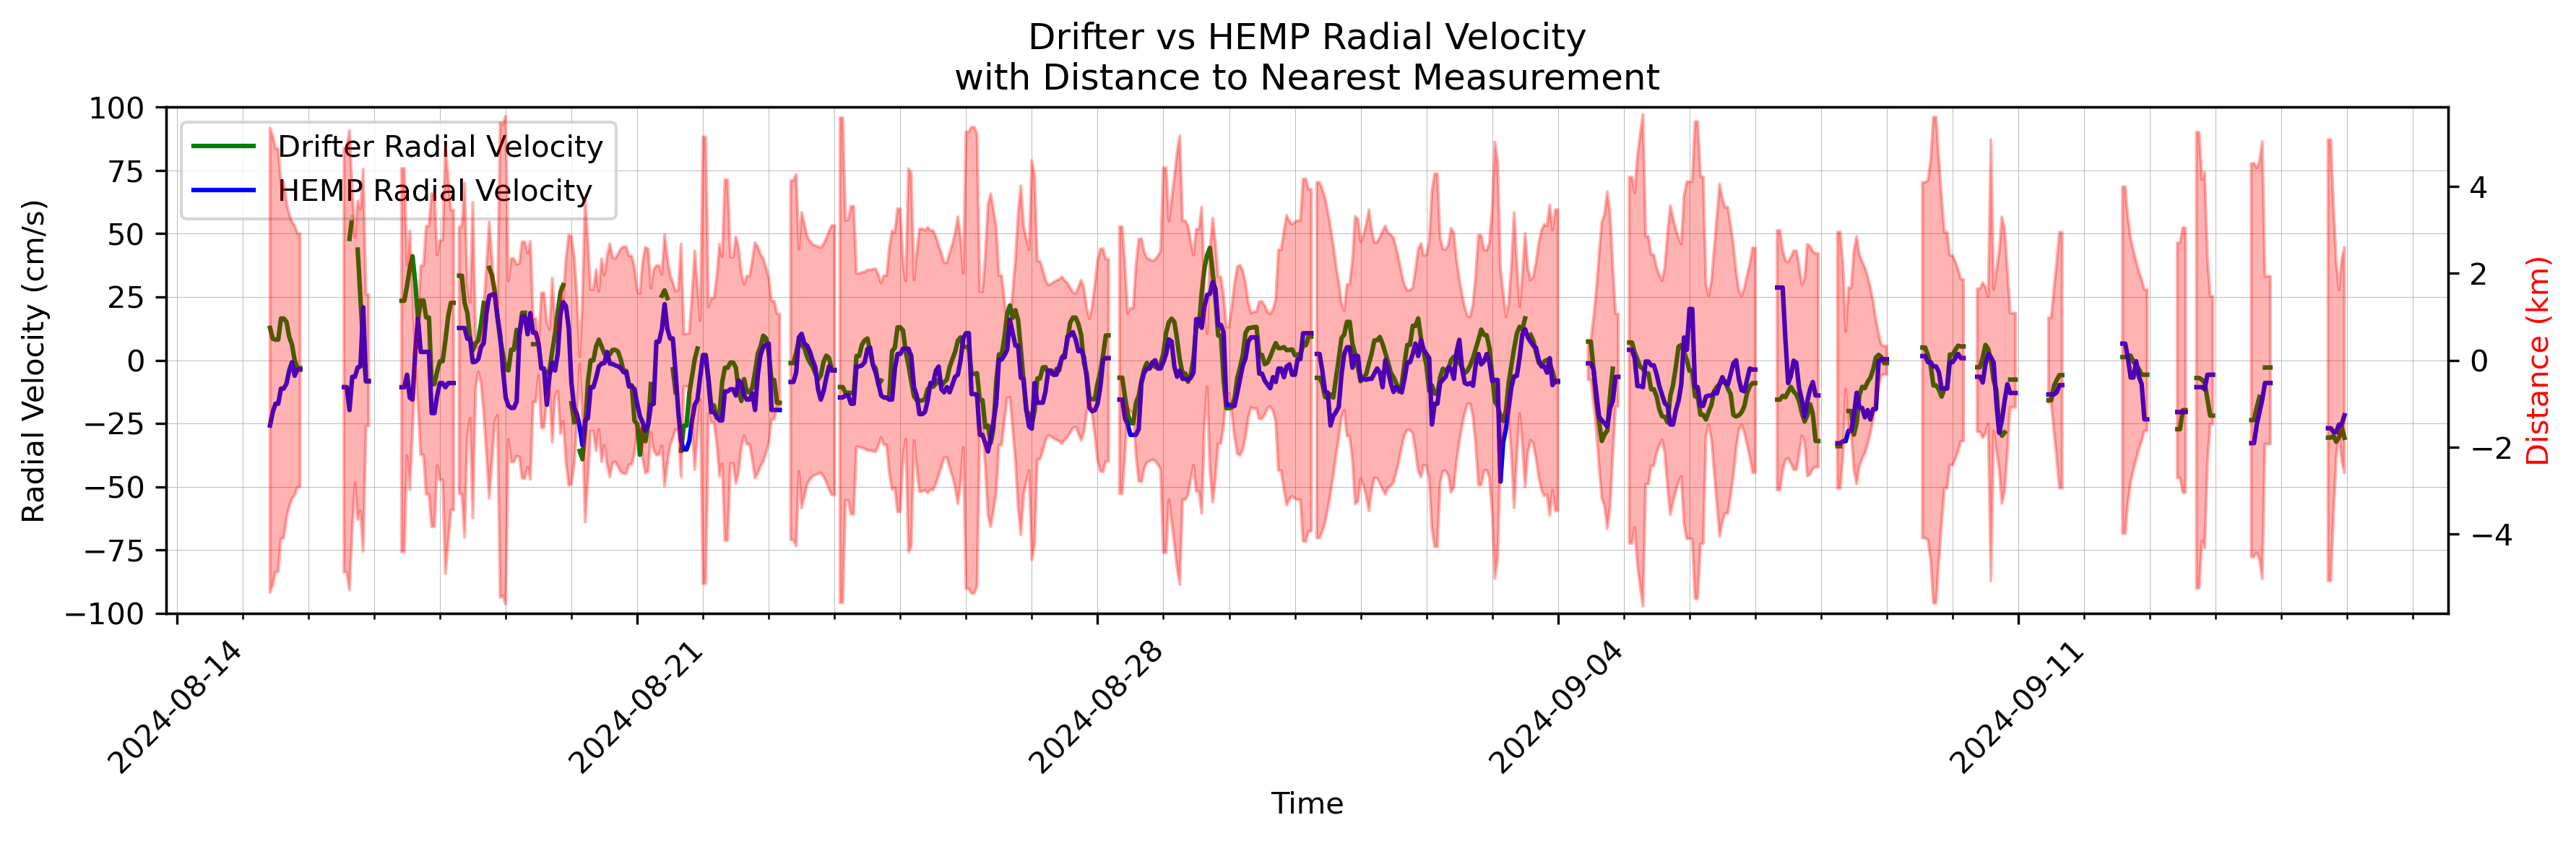 Drifter vs HEMP Radial Velocity
with Distance to Nearest Measurement
Drifter Radial Velocity
HEMP Radial Velocity
Radial Velocity (cm/s)
100
75
50
25
0
−25
−50
−75
−100
4
2
0
−2
−4
Distance (km)
2024-08-14
2024-08-21
2024-08-28
2024-09-04
2024-09-11
Time